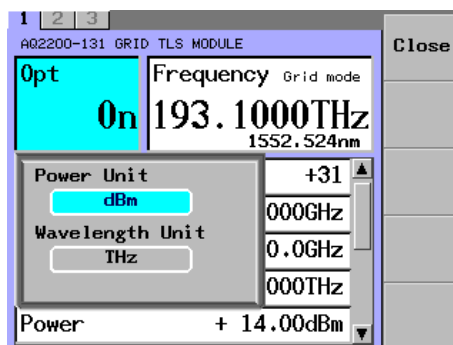 1 2 3
AQ2200-131 GRID TLS MODULE
Close
Opt
On
Frequency Grid mode
193.1000THz
1552.524nm
Power Unit
dBm
Wavelength Unit
THz
+31
000GHz
0.0GHz
000THz
Power + 14.00dBm